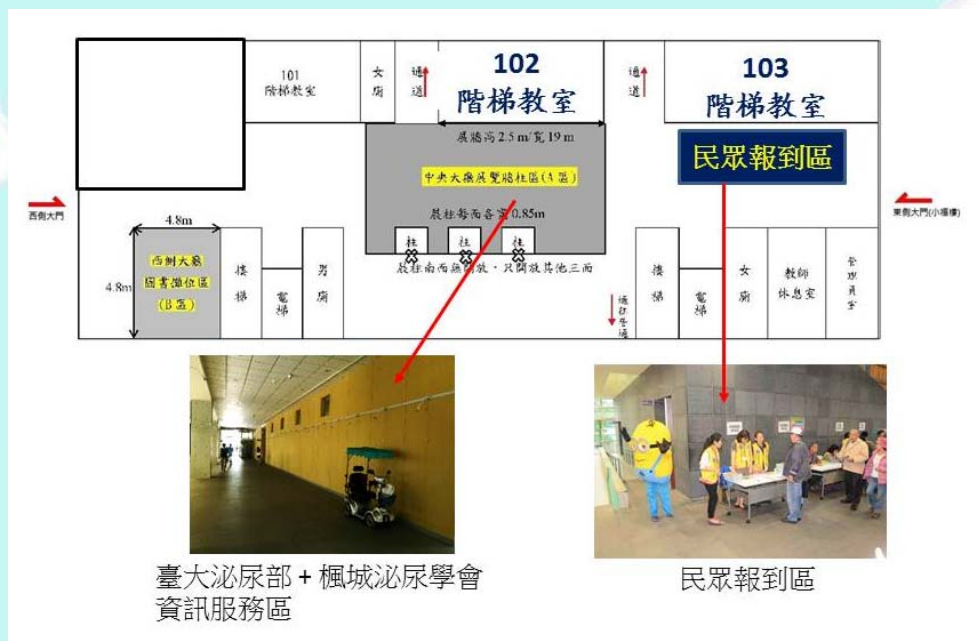 101
階梯教室
女廁
通道
102
階梯教室
通道
103
階梯教室
民眾報到區
展牆高 2.5 m/寬 19 m
中央大廳展覽牆柱區(A 區)
展柱每面各寬 0.85m
柱
柱
柱
展柱南面無開放，只開放其他三面
西側大門
東側大門(小福樓)
4.8m
4.8m
西側大廳
圖書攤位區
(B 區)
樓梯
電梯
男廁
樓梯
電梯
女廁
教師
休息室
管理員室
臺大泌尿部 + 楓城泌尿學會
資訊服務區
民眾報到區